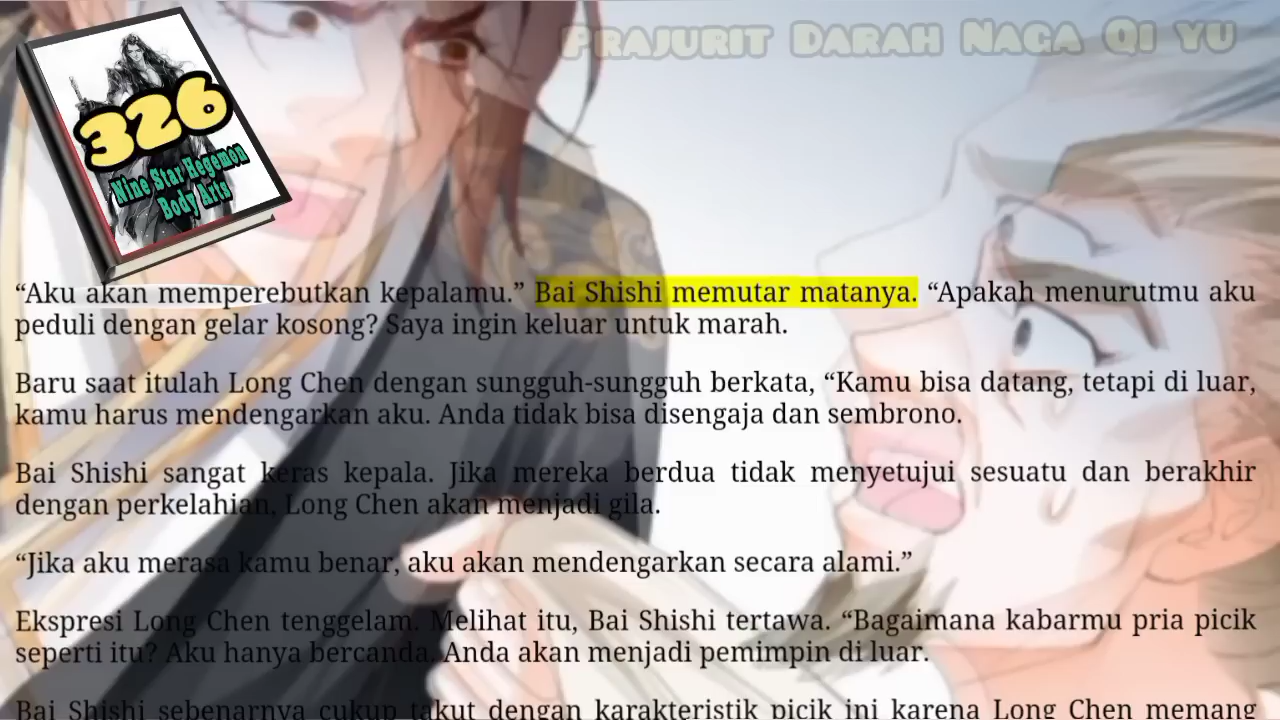 Prajurit Darah Naga Qi yu
326
Nine Star Hegemon
Body Arts
“Aku akan memperebutkan kepalamu.” Bai Shishi memutar matanya. “Apakah menurutmu aku
peduli dengan gelar kosong? Saya ingin keluar untuk marah.
Baru saat itulah Long Chen dengan sungguh-sungguh berkata, “Kamu bisa datang, tetapi di luar,
kamu harus mendengarkan aku. Anda tidak bisa disengaja dan sembrono.
Bai Shishi sangat keras kepala. Jika mereka berdua tidak menyetujui sesuatu dan berakhir
dengan perkelahian, Long Chen akan menjadi gila.
“Jika aku merasa kamu benar, aku akan mendengarkan secara alami.”
Ekspresi Long Chen tenggelam. Melihat itu, Bai Shishi tertawa. “Bagaimana kabarmu pria picik
seperti itu? Aku hanya bercanda. Anda akan menjadi pemimpin di luar.
Bai Shishi sebenarnya cukup takut dengan karakteristik picik ini karena Long Chen memang